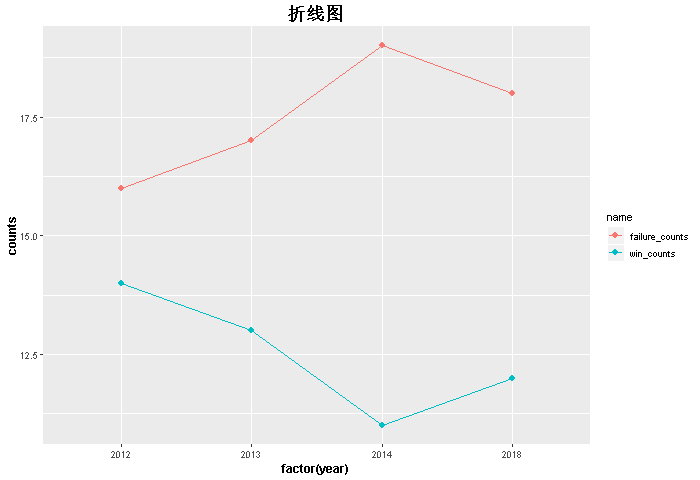 折线图
17.5
15.0
12.5
counts
2012 2013 2014 2018
factor(year)
name
failure_counts
win_counts